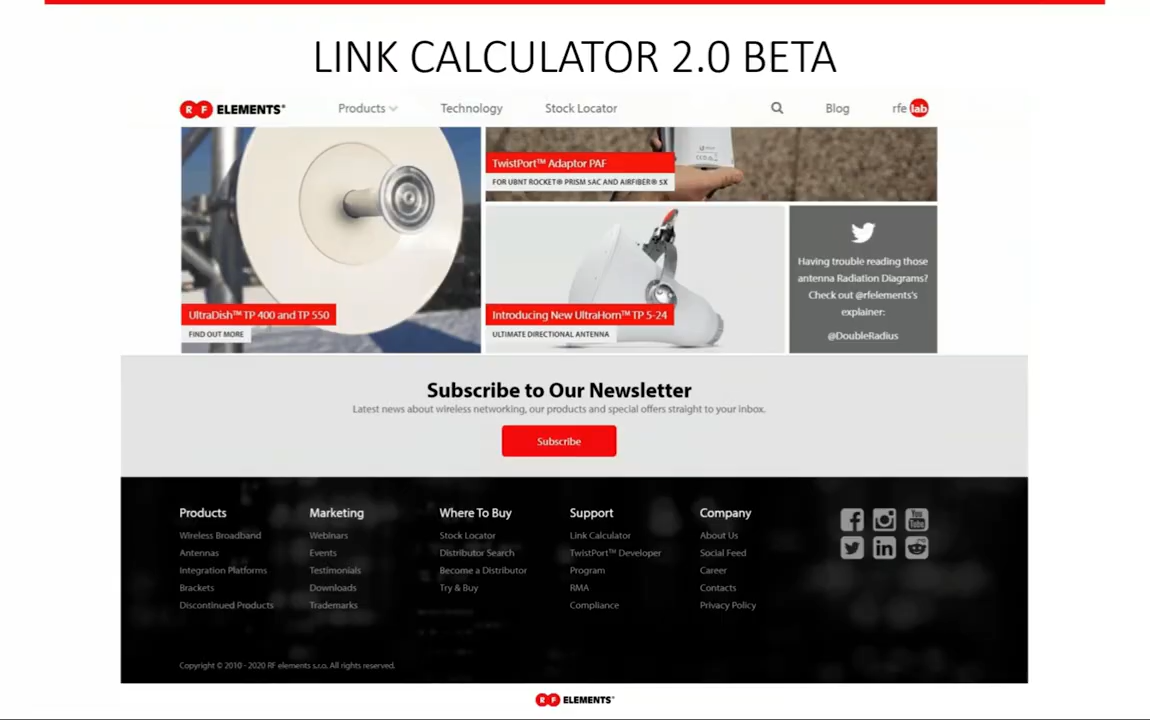 LINK CALCULATOR 2.0 BETA
RF ELEMENTS®
Products
Technology
Stock Locator
Blog
rfe lab
TwistPort™ Adaptor PAF
FOR UBNT ROCKET® PRISM 5AC AND AIRFIBER® 5X
UltraDish™ TP 400 and TP 550
FIND OUT MORE
Introducing New UltraHorn™ TP 5-24
ULTIMATE DIRECTIONAL ANTENNA
Having trouble reading those
antenna Radiation Diagrams?
Check out @rfelements's
explainer:
@DoubleRadius
Subscribe to Our Newsletter
Latest news about wireless networking, our products and special offers straight to your inbox.
Subscribe
Products
Wireless Broadband
Antennas
Integration Platforms
Brackets
Discontinued Products
Marketing
Webinars
Events
Testimonials
Downloads
Trademarks
Where To Buy
Stock Locator
Distributor Search
Become a Distributor
Try & Buy
Support
Link Calculator
TwistPort™ Developer
Program
RMA
Compliance
Company
About Us
Social Feed
Career
Contacts
Privacy Policy
You
Tube
in
Copyright © 2010 - 2020 RF elements s.r.o. All rights reserved.
RF ELEMENTS®